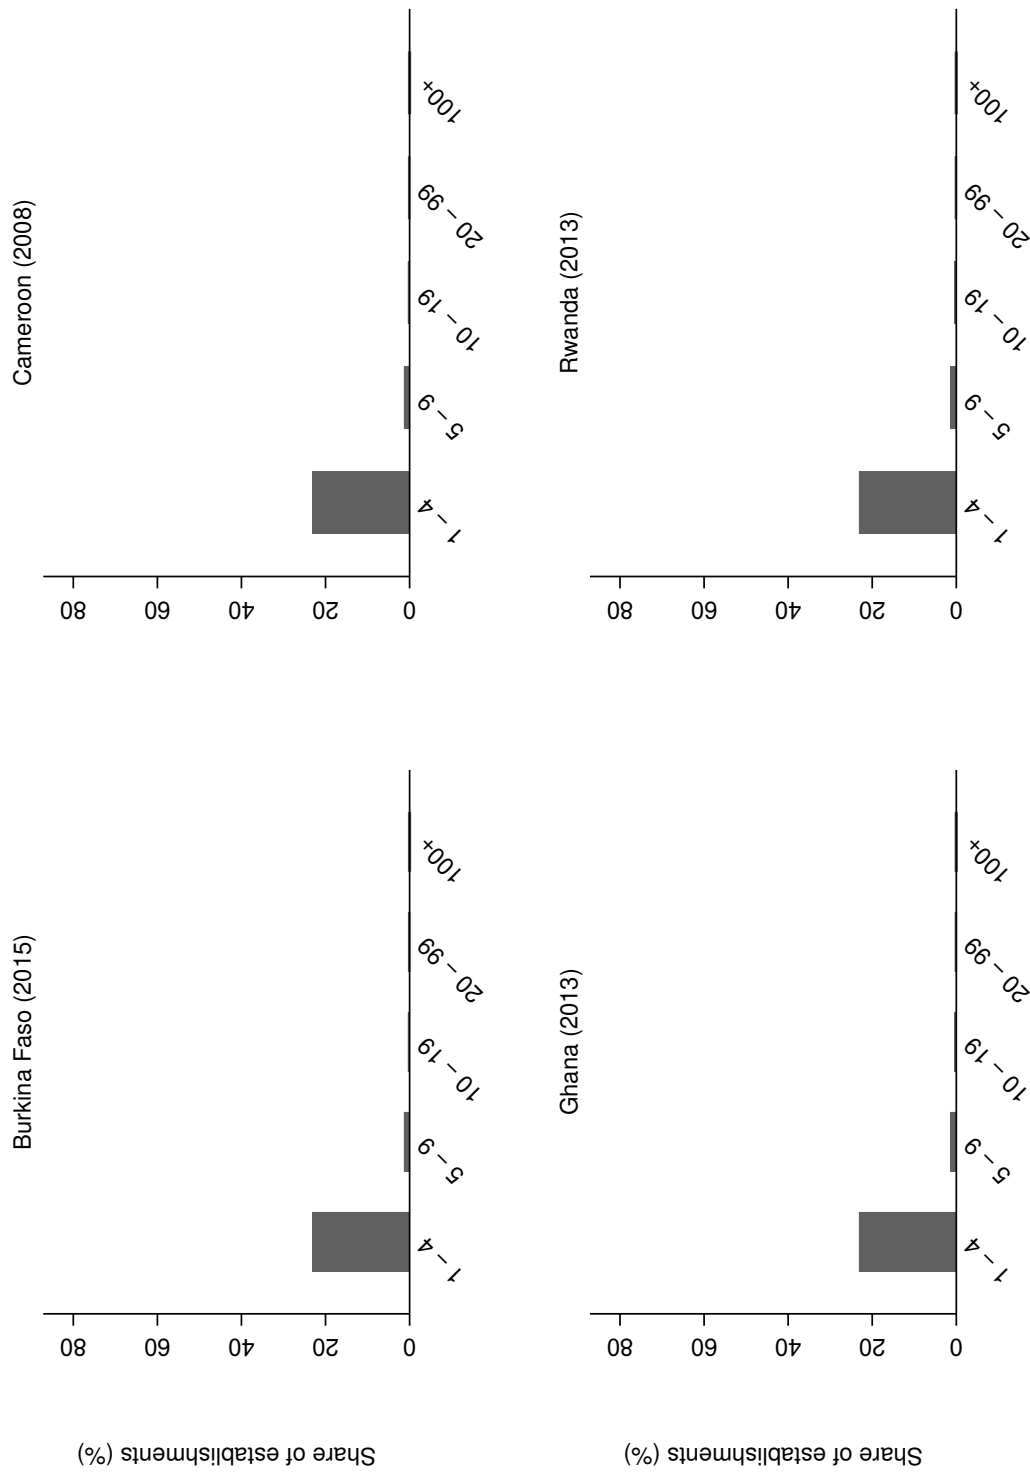 Burkina Faso (2015)
Share of establishments (%)
80
60
40
20
0
1 – 4
5 – 9
10 – 19
20 – 99
100+
Cameroon (2008)
80
60
40
20
0
1 – 4
5 – 9
10 – 19
20 – 99
100+
Ghana (2013)
Share of establishments (%)
80
60
40
20
0
1 – 4
5 – 9
10 – 19
20 – 99
100+
Rwanda (2013)
80
60
40
20
0
1 – 4
5 – 9
10 – 19
20 – 99
100+